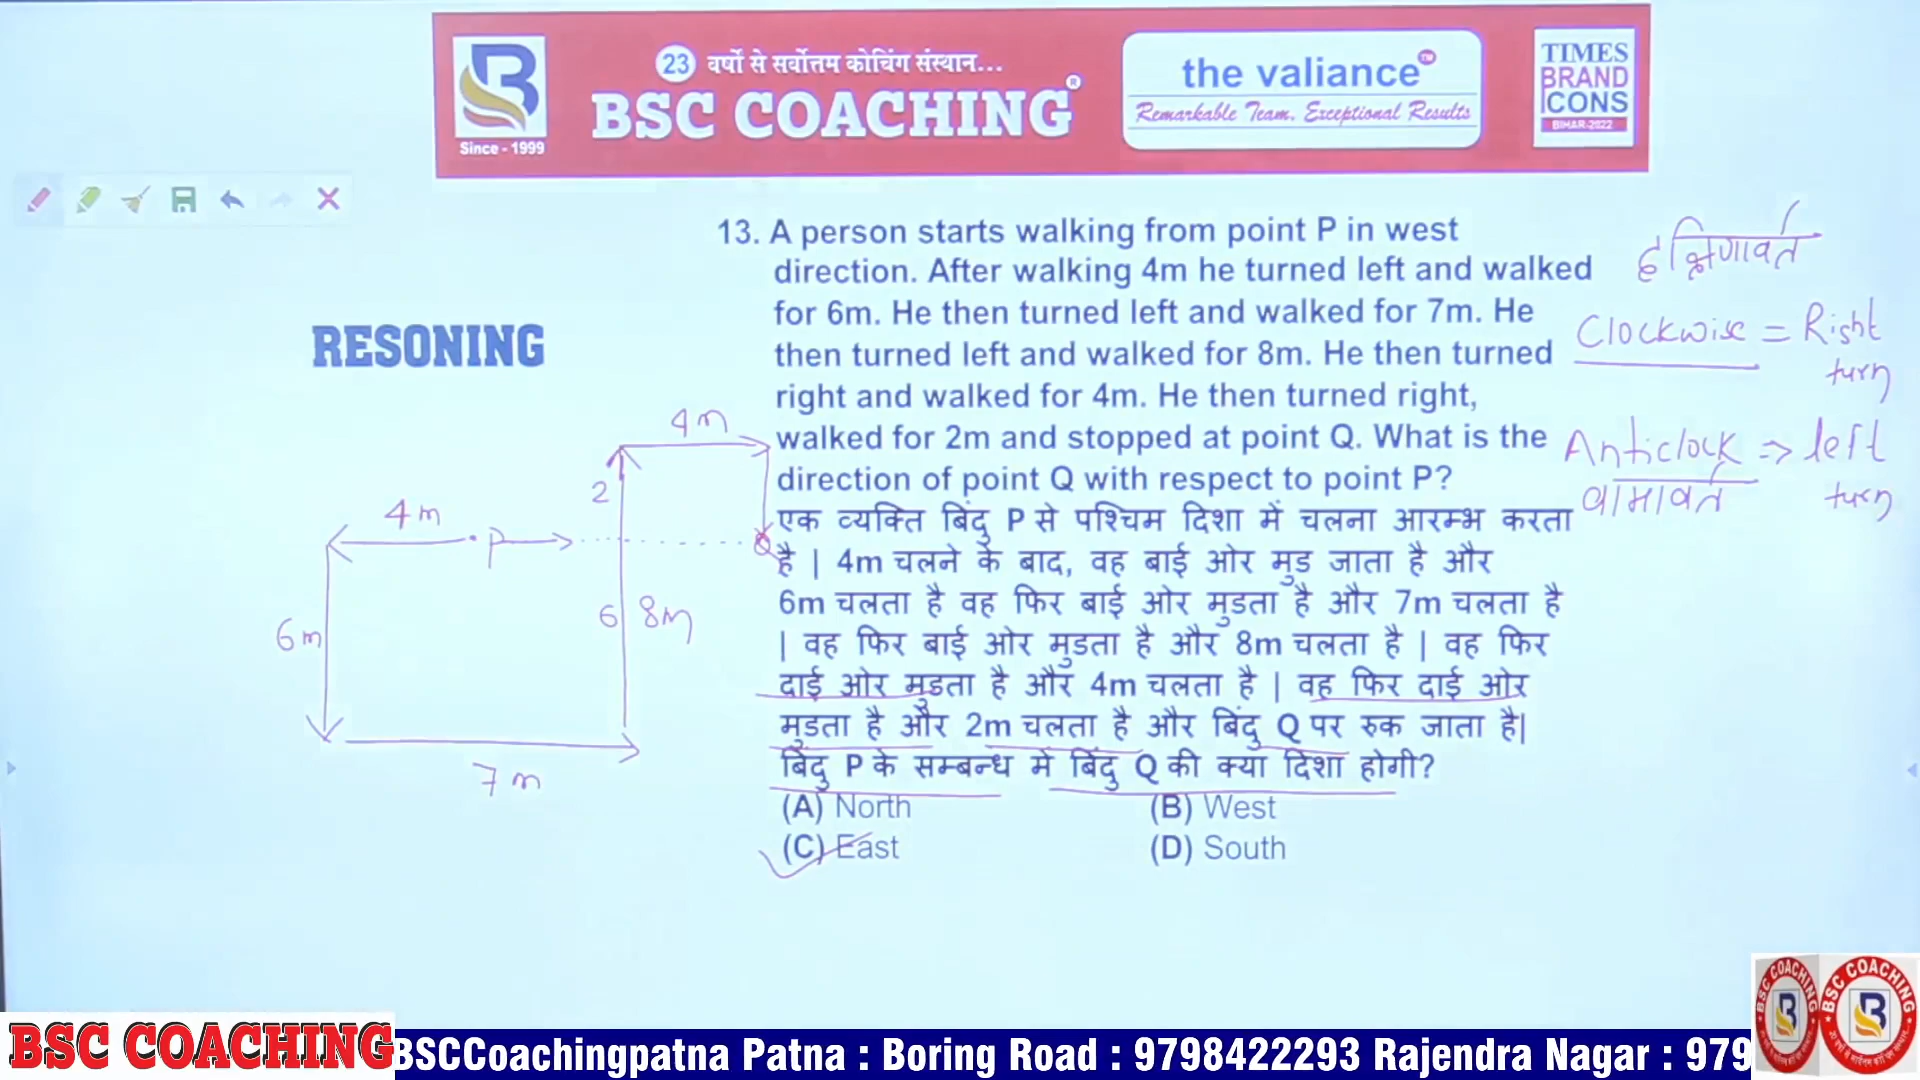 23 वर्षो से सर्वोत्तम कोचिंग संस्थान...
BSC COACHING
Since - 1999
the valiance
Remarkable Team, Exceptional Results
TIMES
BRAND
ICONS
BIHAR-2022
RESONING
13. A person starts walking from point P in west
direction. After walking 4m he turned left and walked
for 6m. He then turned left and walked for 7m. He
then turned left and walked for 8m. He then turned
right and walked for 4m. He then turned right,
walked for 2m and stopped at point Q. What is the
direction of point Q with respect to point P?
एक व्यक्ति बिंदु P से पश्चिम दिशा में चलना आरम्भ करता
है | 4m चलने के बाद, वह बाई ओर मुड जाता है और
6m चलता है वह फिर बाई ओर मुडता है और 7m चलता है
| वह फिर बाई ओर मुडता है और 8m चलता है | वह फिर
दाई ओर मुडता है और 4m चलता है | वह फिर दाई ओर
मुडता है और 2m चलता है और बिंदु Q पर रुक जाता है|
बिंदु P के सम्बन्ध मे बिंदु Q की क्या दिशा होगी?
(A) North (B) West
(C) East (D) South
4m
2
4m
P
Q
6m
6 8m
7m
Clockwise = Right
turn
Anticlock => left
वामावर्त turn
BSC COACHING
BSCCoachingpatna Patna : Boring Road : 9798422293 Rajendra Nagar : 979
BSC COACHING
BSC COACHING